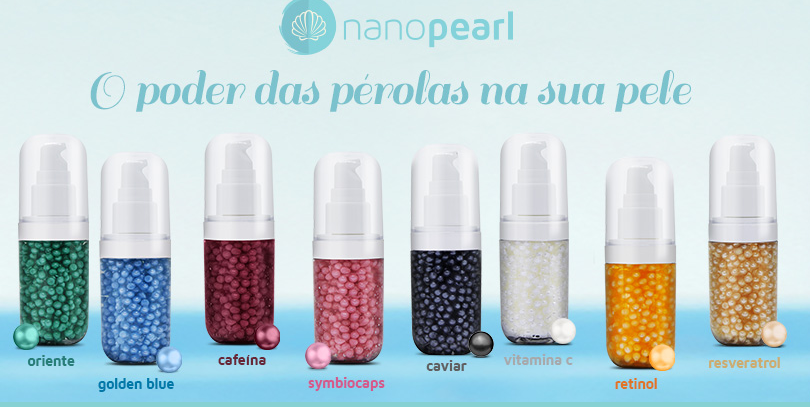 nanopearl
O poder das pérolas na sua pele
oriente
golden blue
cafeína
symbiocaps
caviar
vitamina c
retinol
resveratrol